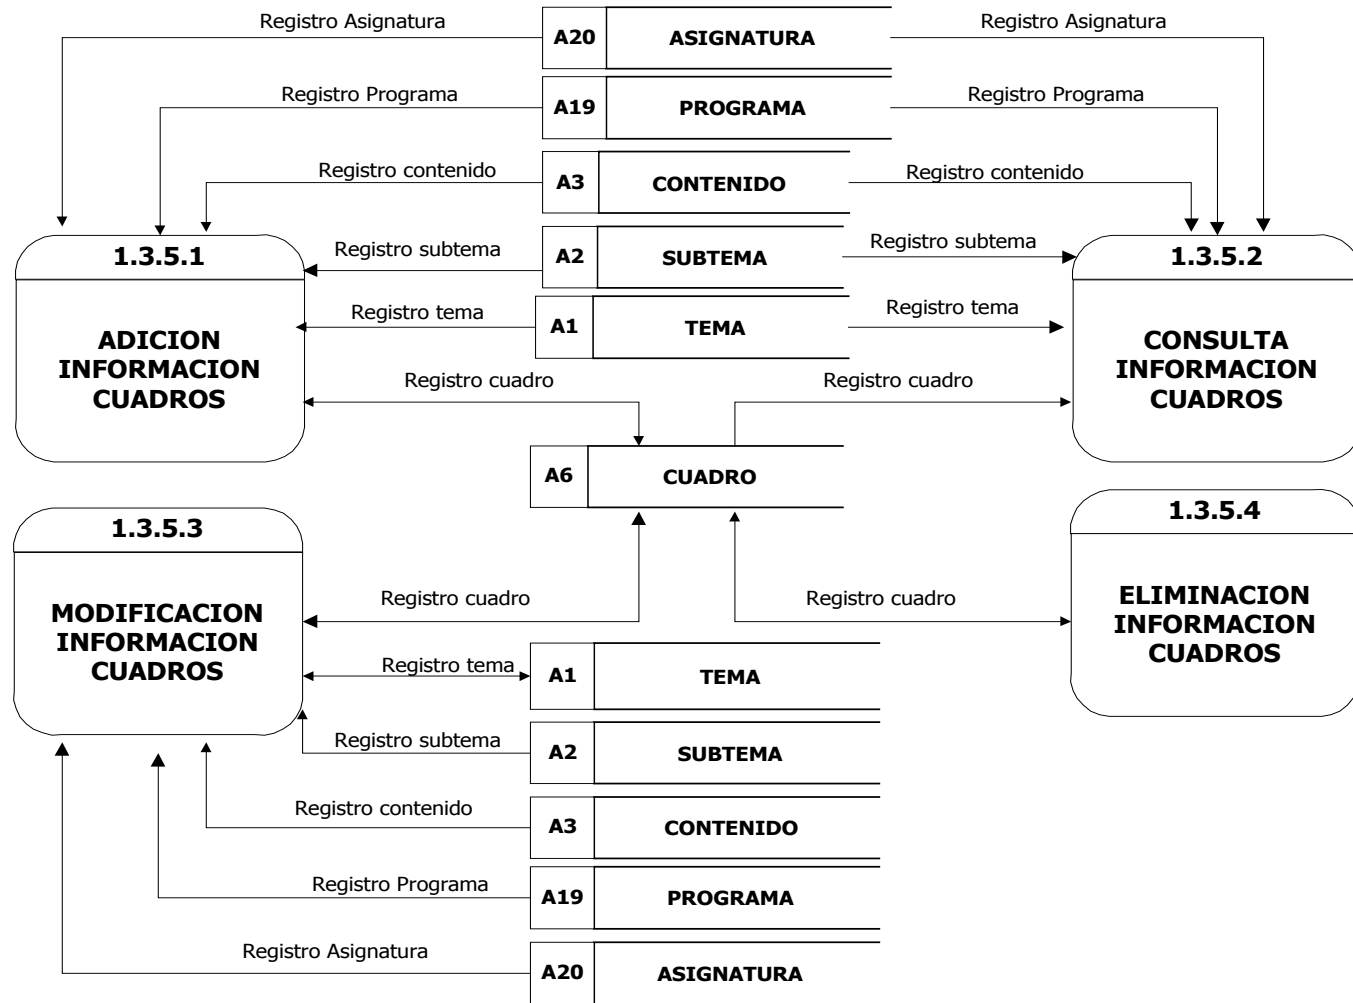 Registro Asignatura
A20
ASIGNATURA
Registro Asignatura
Registro Programa
A19
PROGRAMA
Registro Programa
Registro contenido
A3
CONTENIDO
Registro contenido
1.3.5.1
Registro subtema
A2
SUBTEMA
Registro subtema
1.3.5.2
Registro tema
A1
TEMA
Registro tema
ADICION
INFORMACION
CUADROS
CONSULTA
INFORMACION
CUADROS
Registro cuadro
Registro cuadro
A6
CUADRO
1.3.5.3
1.3.5.4
MODIFICACION
INFORMACION
CUADROS
Registro cuadro
Registro cuadro
ELIMINACION
INFORMACION
CUADROS
Registro tema
A1
TEMA
Registro subtema
A2
SUBTEMA
Registro contenido
A3
CONTENIDO
Registro Programa
A19
PROGRAMA
Registro Asignatura
A20
ASIGNATURA